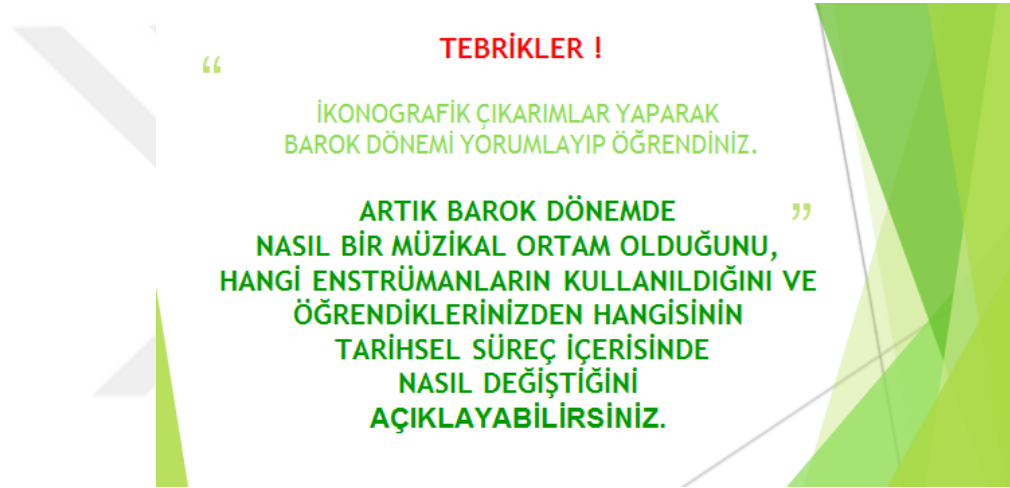 TEBRİKLER !
“
İKONOGRAFİK ÇIKARIMLAR YAPARAK
BAROK DÖNEMİ YORUMLAYIP ÖĞRENDİNİZ.
ARTIK BAROK DÖNEMDE
”
NASIL BİR MÜZİKAL ORTAM OLDUĞUNU,
HANGİ ENSTRÜMANLARIN KULLANILDIĞINI VE
ÖĞRENDİKLERİNİZDEN HANGİSİNİN
TARİHSEL SÜREÇ İÇERİSİNDE
NASIL DEĞİŞTİĞİNİ
AÇIKLAYABİLİRSİNİZ.